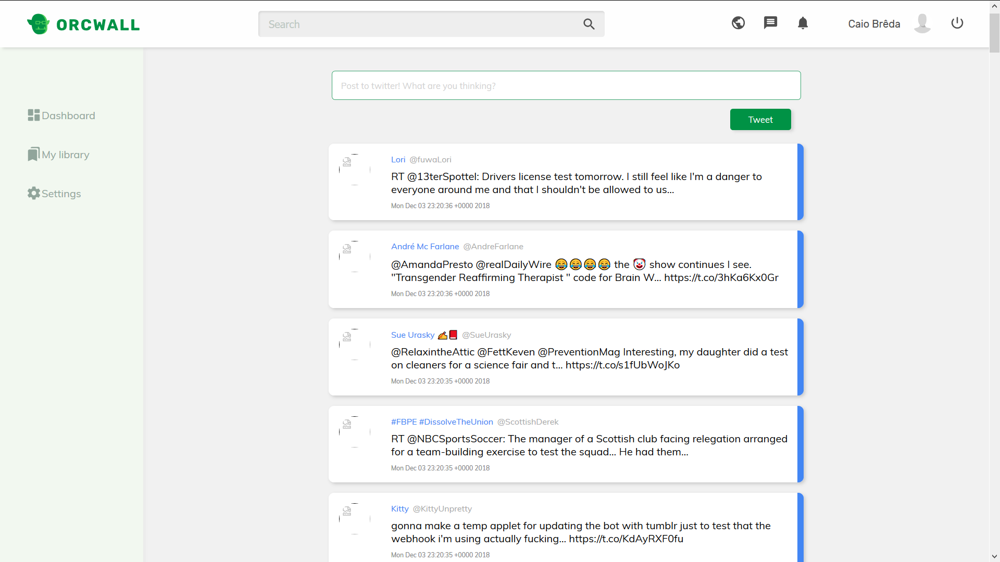 ORCWALL
Search
Caio Brêda
Dashboard
My library
Settings
Post to twitter! What are you thinking?
Tweet
Lori @fuwaLori
RT @13terSpottel: Drivers license test tomorrow. I still feel like I'm a danger to
everyone around me and that I shouldn't be allowed to us…
Mon Dec 03 23:20:36 +0000 2018
André Mc Farlane @AndreFarlane
@AmandaPresto @realDailyWire 😂😂😂😂 the 🤡 show continues I see.
"Transgender Reaffirming Therapist " code for Brain W… https://t.co/3hKa6Kx0Gr
Mon Dec 03 23:20:36 +0000 2018
Sue Urasky ✍📕 @SueUrasky
@RelaxintheAttic @FettKeven @PreventionMag Interesting, my daughter did a test
on cleaners for a science fair and t… https://t.co/s1fUbWoJKo
Mon Dec 03 23:20:35 +0000 2018
#FBPE #DissolveTheUnion @ScottishDerek
RT @NBCSportsSoccer: The manager of a Scottish club facing relegation arranged
for a team-building exercise to test the squad... He had them…
Mon Dec 03 23:20:35 +0000 2018
Kitty @KittyUnpretty
gonna make a temp applet for updating the bot with tumblr just to test that the
webhook i'm using actually fucking… https://t.co/KdAyRXF0fu
Mon Dec 03 23:20:35 +0000 2018